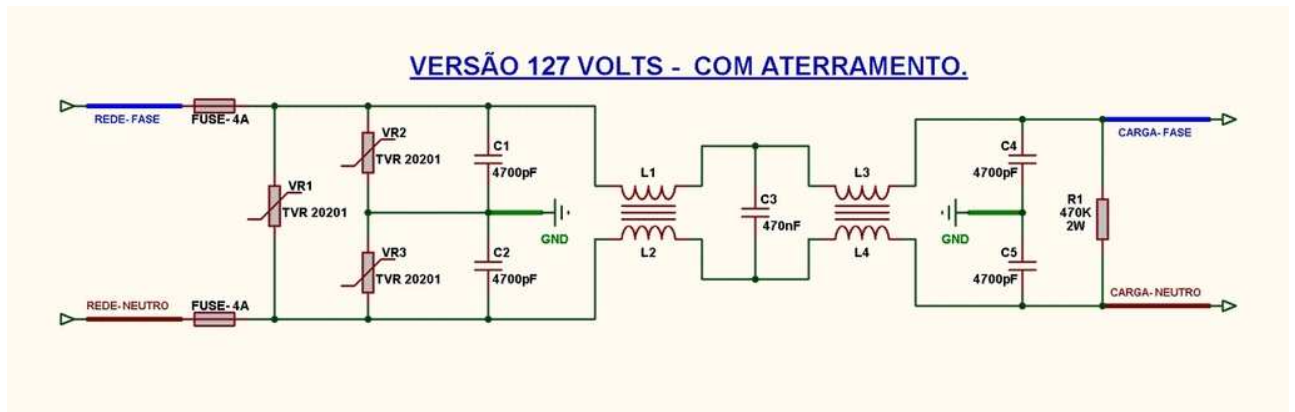 VERSÃO 127 VOLTS - COM ATERRAMENTO.
REDE-FASE
FUSE-4A
VR2
TVR 20201
C1
4700pF
VR1
TVR 20201
GND
VR3
TVR 20201
C2
4700pF
REDE-NEUTRO
FUSE-4A
L1
L2
C3
470nF
L3
L4
GND
C4
4700pF
C5
4700pF
R1
470K
2W
CARGA-FASE
CARGA-NEUTRO